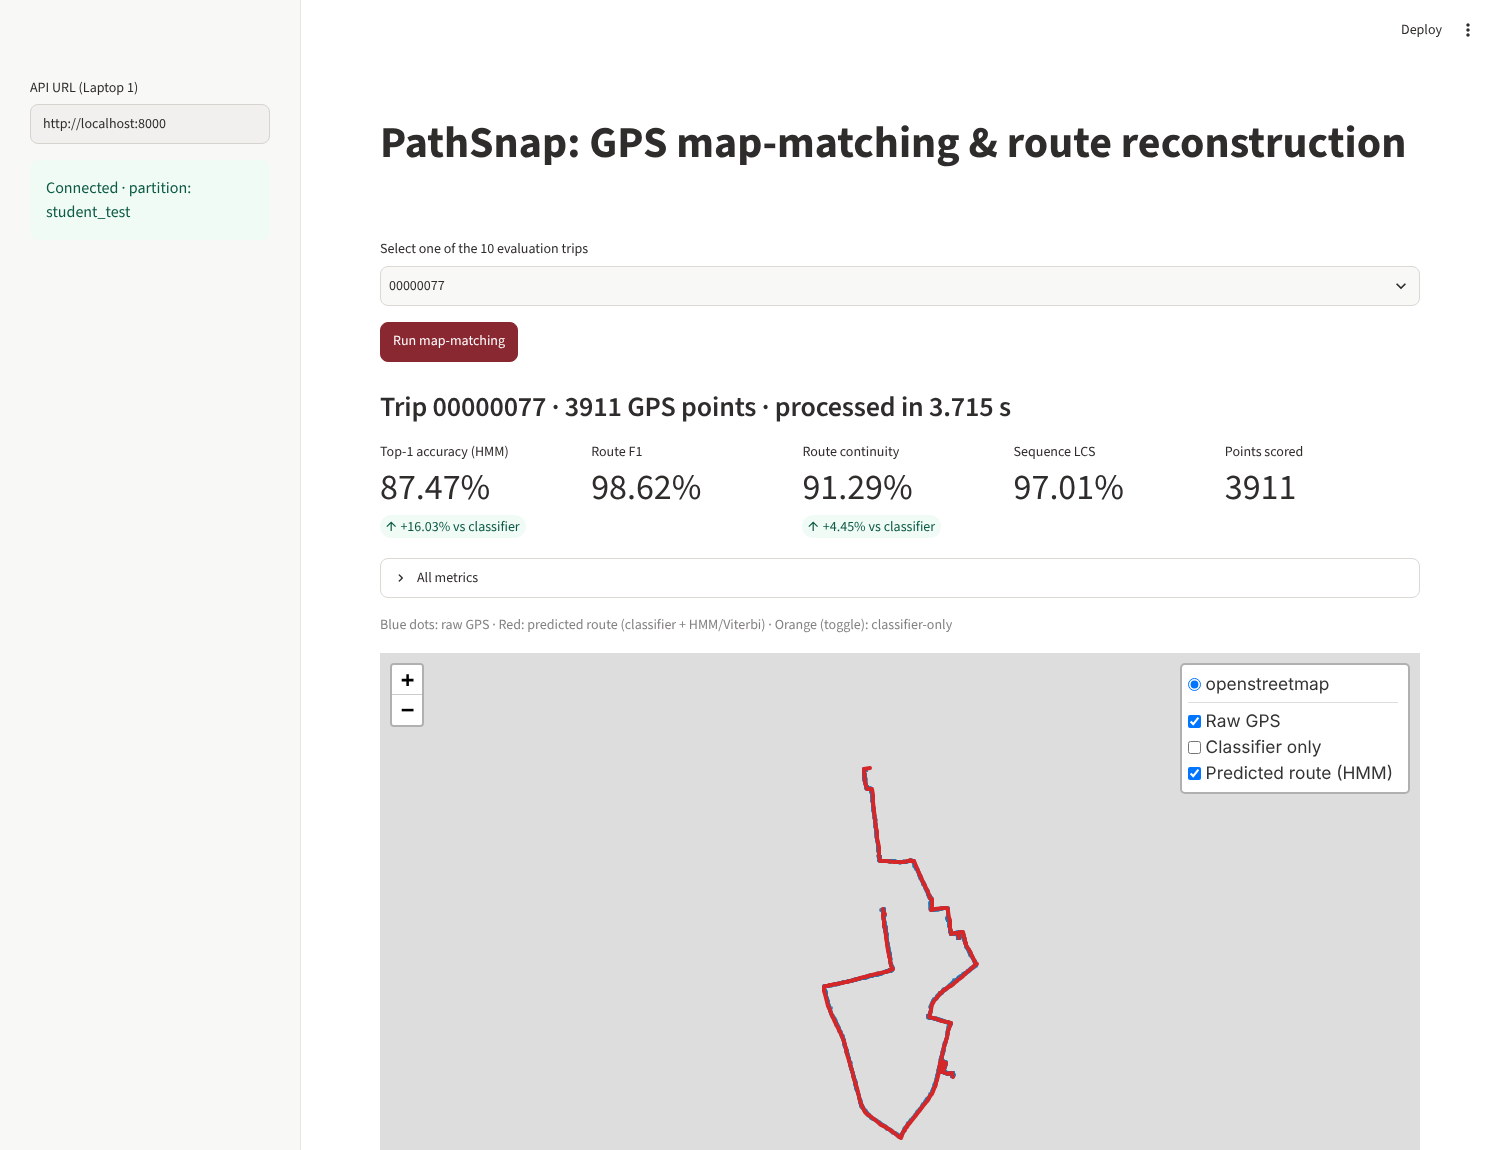 Deploy
API URL (Laptop 1)
http://localhost:8000
Connected · partition:
student_test
PathSnap: GPS map-matching & route reconstruction
Select one of the 10 evaluation trips
00000077
Run map-matching
Trip 00000077 · 3911 GPS points · processed in 3.715 s
Top-1 accuracy (HMM)
87.47%
↑ +16.03% vs classifier
Route F1
98.62%
Route continuity
91.29%
↑ +4.45% vs classifier
Sequence LCS
97.01%
Points scored
3911
All metrics
Blue dots: raw GPS · Red: predicted route (classifier + HMM/Viterbi) · Orange (toggle): classifier-only
+
−
openstreetmap
Raw GPS
Classifier only
Predicted route (HMM)